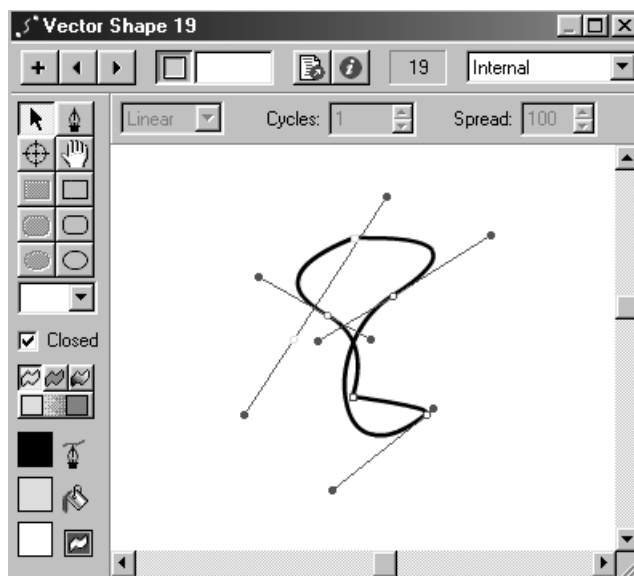 Vector Shape 19
19 Internal
Linear Cycles: 1 Spread: 100
Closed